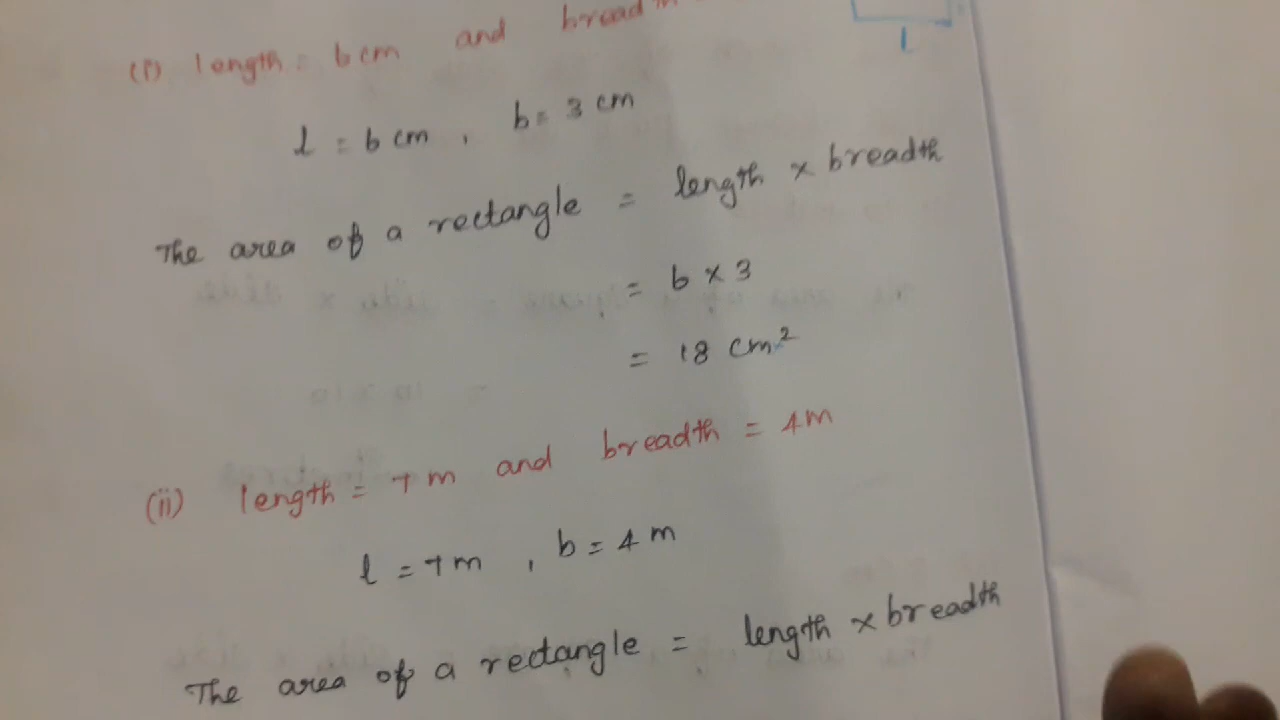 (i) length = 6 cm and breadth
l
l = 6 cm , b = 3 cm
The area of a rectangle = length × breadth
= 6 × 3
= 18 cm²
(ii) length = 7 m and breadth = 4 m
l = 7 m , b = 4 m
The area of a rectangle = length × breadth